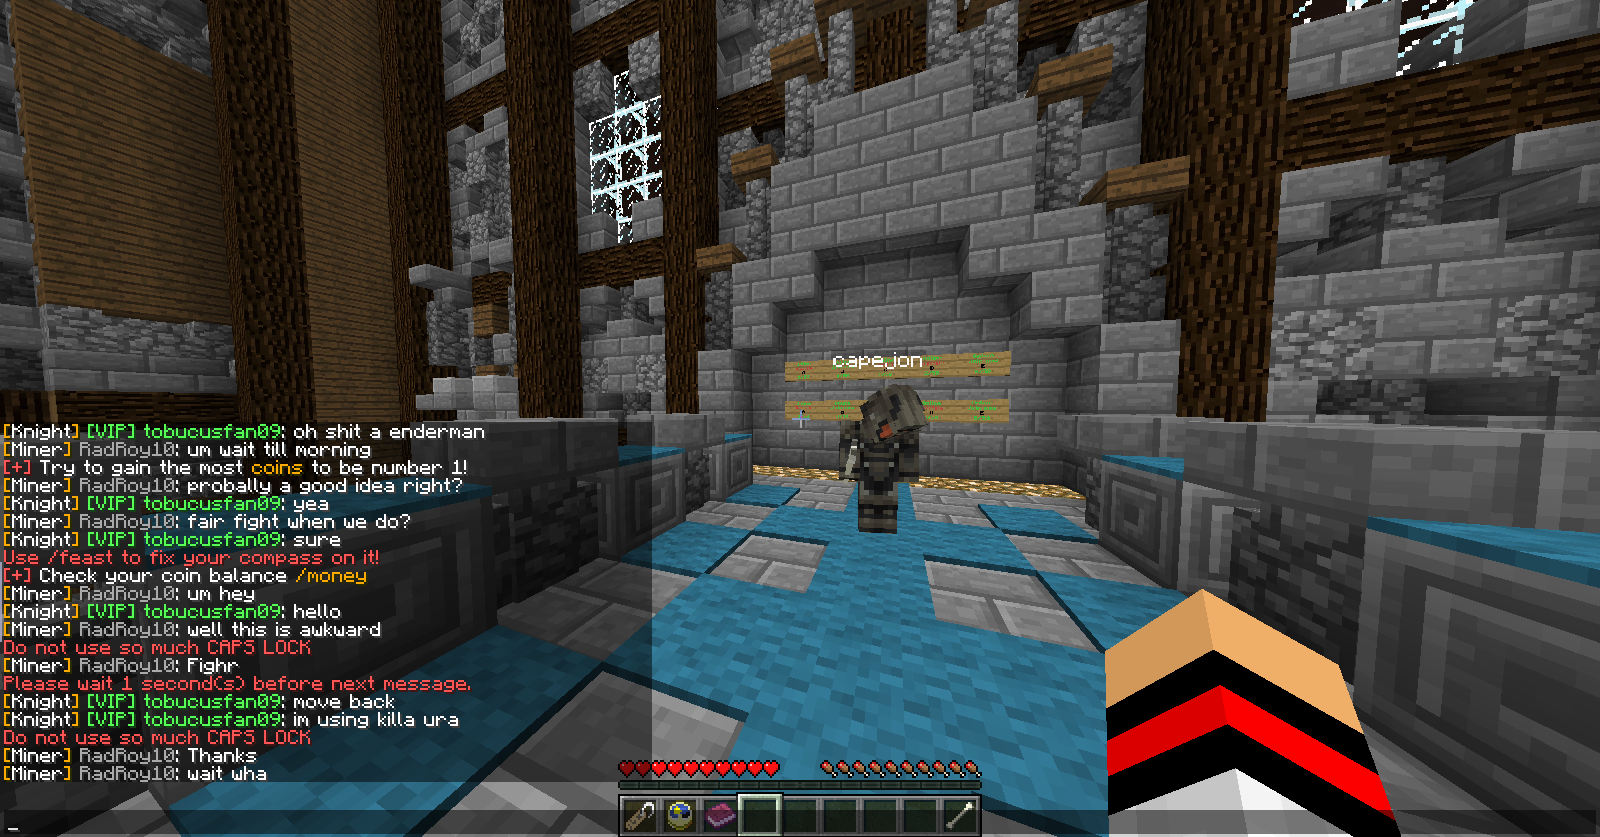 capejon
[Knight] [VIP] tobucusfan09: oh shit a enderman
[Miner] RadRoy10: um wait till morning
[+] Try to gain the most coins to be number 1!
[Miner] RadRoy10: probally a good idea right?
[Knight] [VIP] tobucusfan09: yea
[Miner] RadRoy10: fair fight when we do?
[Knight] [VIP] tobucusfan09: sure
Use /feast to fix your compass on it!
[+] Check your coin balance /money
[Miner] RadRoy10: um hey
[Knight] [VIP] tobucusfan09: hello
[Miner] RadRoy10: well this is awkward
Do not use so much CAPS LOCK
[Miner] RadRoy10: Fighr
Please wait 1 second(s) before next message.
[Knight] [VIP] tobucusfan09: move back
[Knight] [VIP] tobucusfan09: im using killa ura
Do not use so much CAPS LOCK
[Miner] RadRoy10: Thanks
[Miner] RadRoy10: wait wha
_